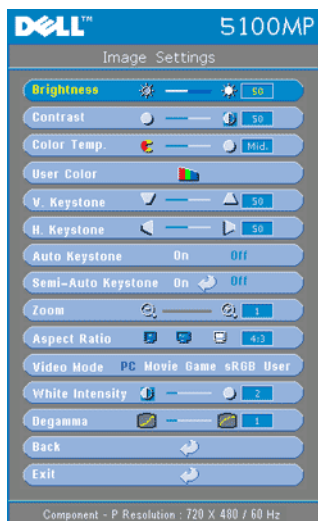 DELL™ 5100MP
Image Settings
Brightness 50
Contrast 50
Color Temp. Mid.
User Color
V. Keystone 50
H. Keystone 50
Auto Keystone On Off
Semi-Auto Keystone On Off
Zoom 1
Aspect Ratio 4:3
Video Mode PC Movie Game sRGB User
White Intensity 2
Degamma 1
Back
Exit
Component - P Resolution : 720 X 480 / 60 Hz